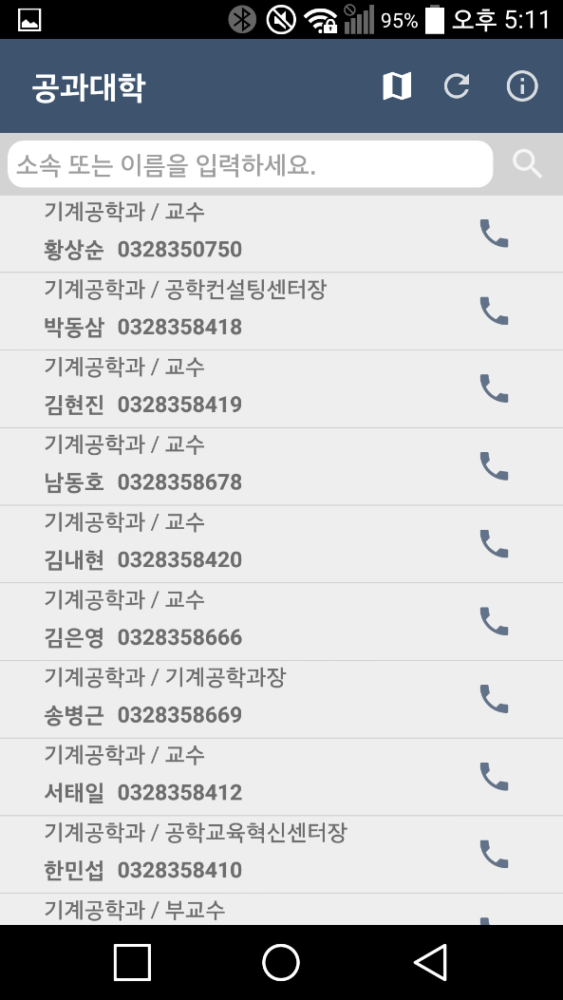 95% 오후 5:11
공과대학
소속 또는 이름을 입력하세요.
기계공학과 / 교수
황상순 0328350750
기계공학과 / 공학컨설팅센터장
박동삼 0328358418
기계공학과 / 교수
김현진 0328358419
기계공학과 / 교수
남동호 0328358678
기계공학과 / 교수
김내현 0328358420
기계공학과 / 교수
김은영 0328358666
기계공학과 / 기계공학과장
송병근 0328358669
기계공학과 / 교수
서태일 0328358412
기계공학과 / 공학교육혁신센터장
한민섭 0328358410
기계공학과 / 부교수